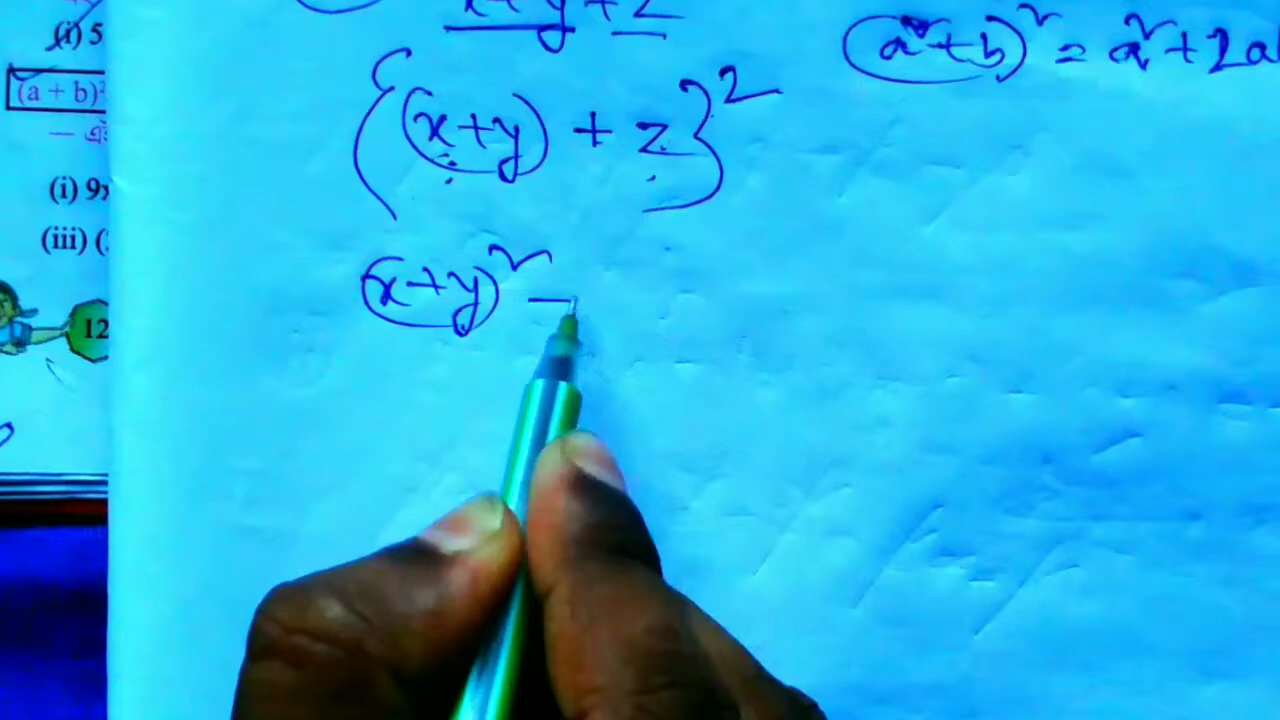 (i) 5
(a + b)²
— এ
(i) 9x
(iii) (
12
x+y+z
{(x+y) + z}²
(x+y)² —
(a+b)² = a² + 2a